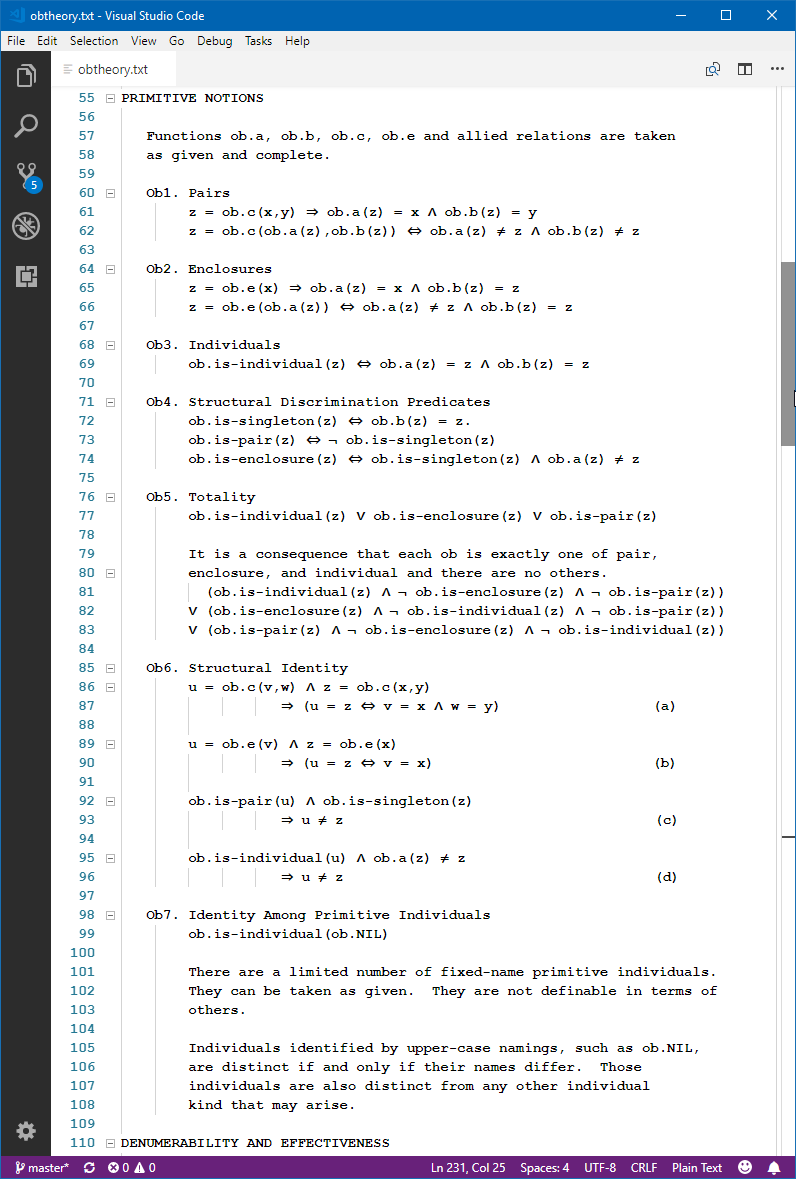 obtheory.txt - Visual Studio Code
File Edit Selection View Go Debug Tasks Help
obtheory.txt
5
55 PRIMITIVE NOTIONS
56
57 Functions ob.a, ob.b, ob.c, ob.e and allied relations are taken
58 as given and complete.
59
60 Ob1. Pairs
61 z = ob.c(x,y) ⇒ ob.a(z) = x ∧ ob.b(z) = y
62 z = ob.c(ob.a(z),ob.b(z)) ⇔ ob.a(z) ≠ z ∧ ob.b(z) ≠ z
63
64 Ob2. Enclosures
65 z = ob.e(x) ⇒ ob.a(z) = x ∧ ob.b(z) = z
66 z = ob.e(ob.a(z)) ⇔ ob.a(z) ≠ z ∧ ob.b(z) = z
67
68 Ob3. Individuals
69 ob.is-individual(z) ⇔ ob.a(z) = z ∧ ob.b(z) = z
70
71 Ob4. Structural Discrimination Predicates
72 ob.is-singleton(z) ⇔ ob.b(z) = z.
73 ob.is-pair(z) ⇔ ¬ ob.is-singleton(z)
74 ob.is-enclosure(z) ⇔ ob.is-singleton(z) ∧ ob.a(z) ≠ z
75
76 Ob5. Totality
77 ob.is-individual(z) ∨ ob.is-enclosure(z) ∨ ob.is-pair(z)
78
79 It is a consequence that each ob is exactly one of pair,
80 enclosure, and individual and there are no others.
81 (ob.is-individual(z) ∧ ¬ ob.is-enclosure(z) ∧ ¬ ob.is-pair(z))
82 ∨ (ob.is-enclosure(z) ∧ ¬ ob.is-individual(z) ∧ ¬ ob.is-pair(z))
83 ∨ (ob.is-pair(z) ∧ ¬ ob.is-enclosure(z) ∧ ¬ ob.is-individual(z))
84
85 Ob6. Structural Identity
86 u = ob.c(v,w) ∧ z = ob.c(x,y)
87 ⇒ (u = z ⇔ v = x ∧ w = y) (a)
88
89 u = ob.e(v) ∧ z = ob.e(x)
90 ⇒ (u = z ⇔ v = x) (b)
91
92 ob.is-pair(u) ∧ ob.is-singleton(z)
93 ⇒ u ≠ z (c)
94
95 ob.is-individual(u) ∧ ob.a(z) ≠ z
96 ⇒ u ≠ z (d)
97
98 Ob7. Identity Among Primitive Individuals
99 ob.is-individual(ob.NIL)
100
101 There are a limited number of fixed-name primitive individuals.
102 They can be taken as given.  They are not definable in terms of
103 others.
104
105 Individuals identified by upper-case namings, such as ob.NIL,
106 are distinct if and only if their names differ.  Those
107 individuals are also distinct from any other individual
108 kind that may arise.
109
110 DENUMERABILITY AND EFFECTIVENESS
master* 0 0 Ln 231, Col 25 Spaces: 4 UTF-8 CRLF Plain Text